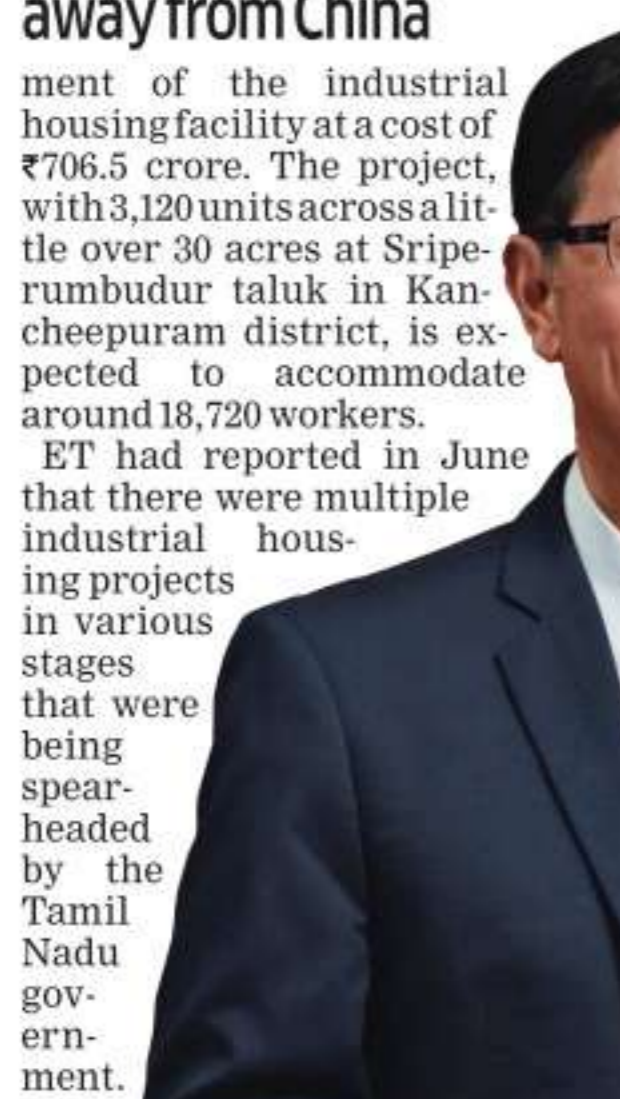 away from China
ment of the industrial
housing facility at a cost of
₹706.5 crore. The project,
with 3,120 units across a lit-
tle over 30 acres at Sripe-
rumbudur taluk in Kan-
cheepuram district, is ex-
pected to accommodate
around 18,720 workers.
ET had reported in June
that there were multiple
industrial hous-
ing projects
in various
stages
that were
being
spear-
headed
by the
Tamil
Nadu
gov-
ern-
ment.